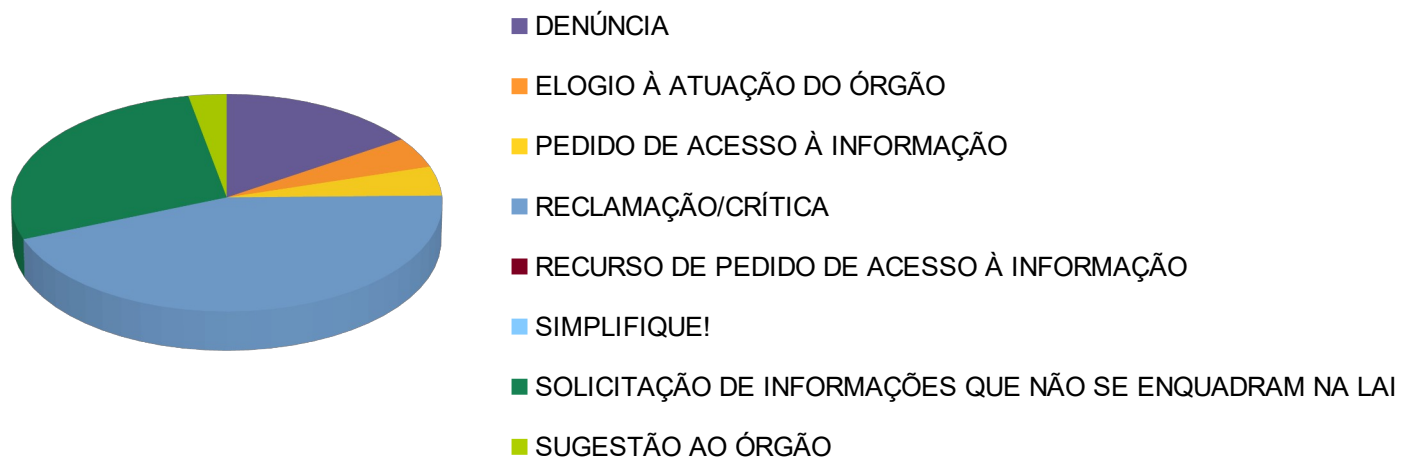 DENÚNCIA
ELOGIO À ATUAÇÃO DO ÓRGÃO
PEDIDO DE ACESSO À INFORMAÇÃO
RECLAMAÇÃO/CRÍTICA
RECURSO DE PEDIDO DE ACESSO À INFORMAÇÃO
SIMPLIFIQUE!
SOLICITAÇÃO DE INFORMAÇÕES QUE NÃO SE ENQUADRAM NA LAI
SUGESTÃO AO ÓRGÃO